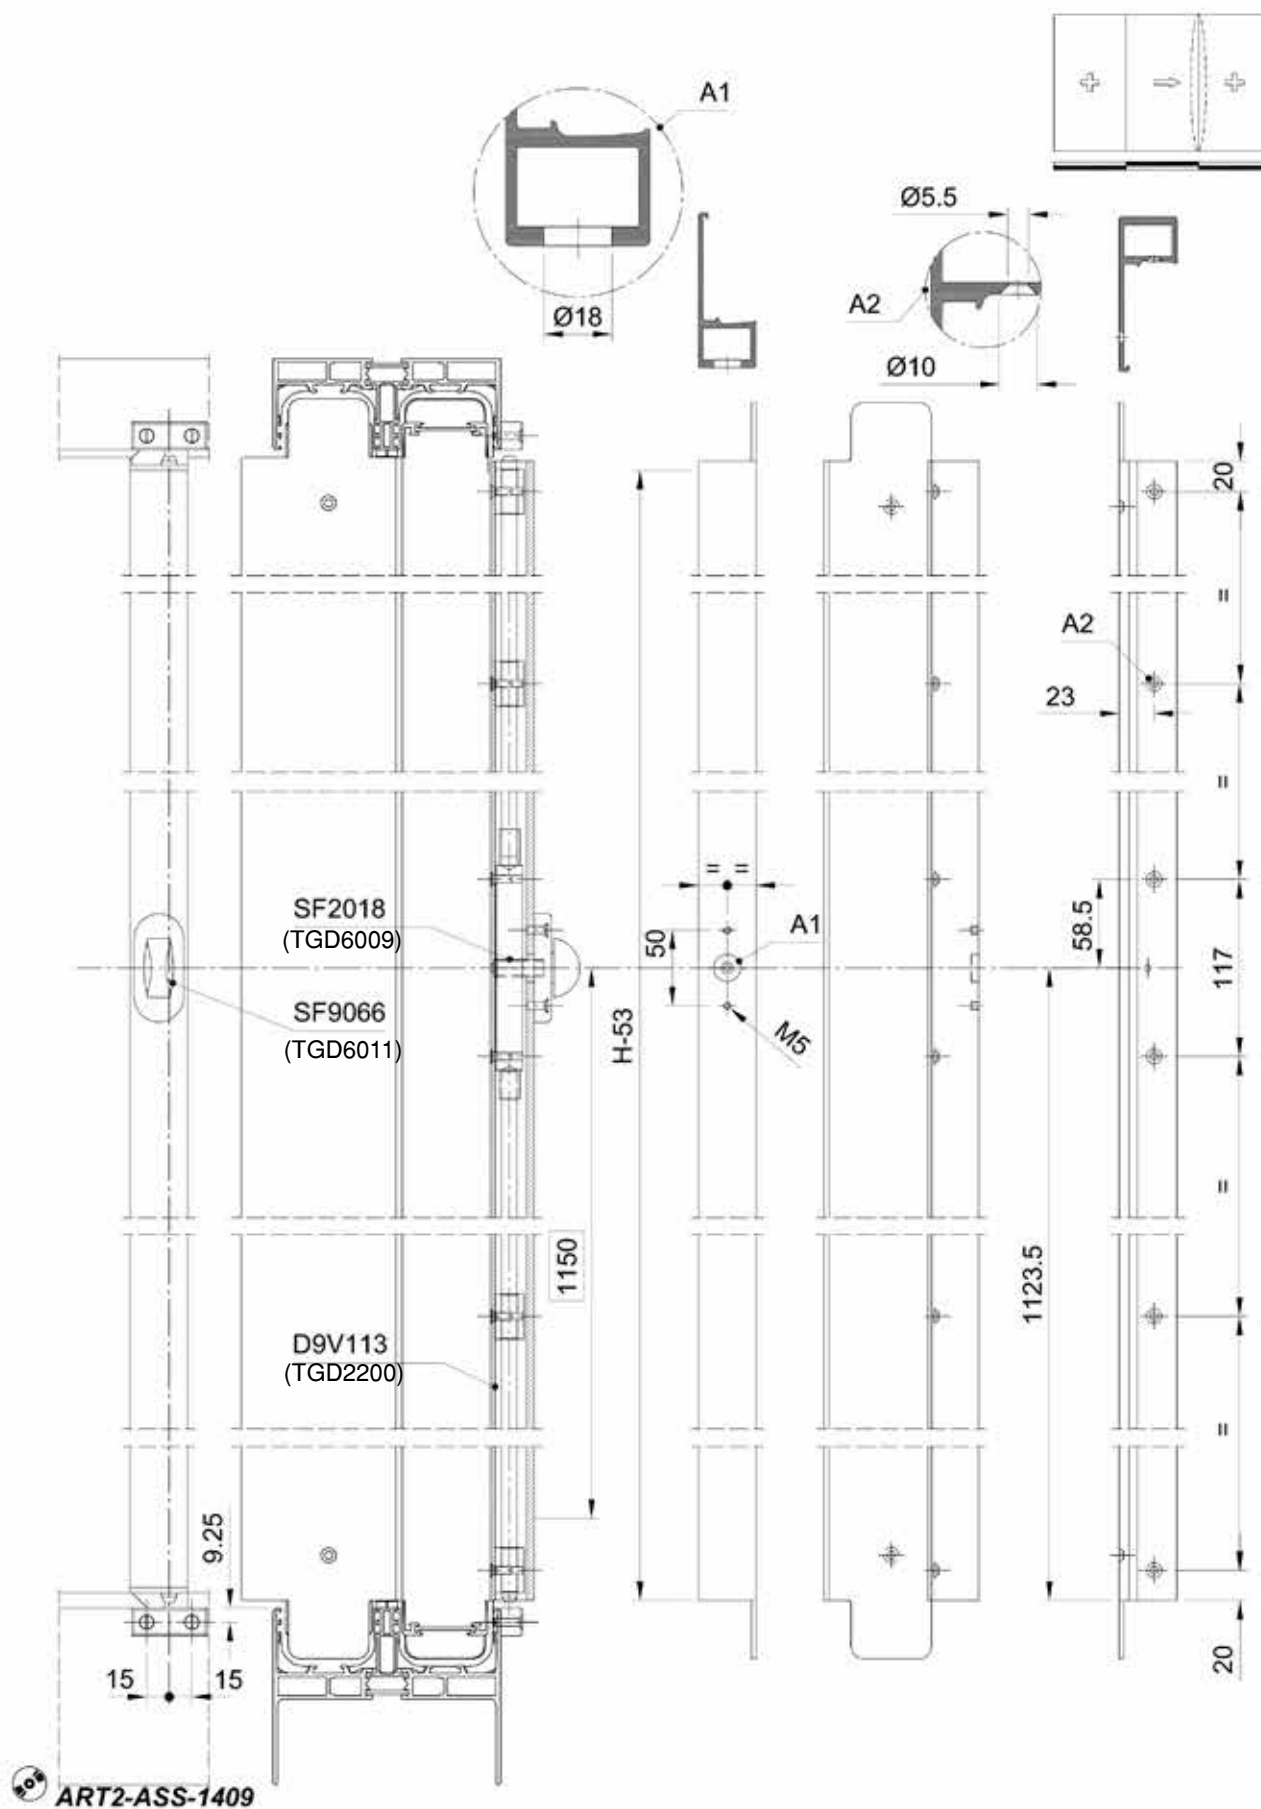 A1
Ø5.5
A2
Ø18
Ø10
20
=
A2
23
=
SF2018
(TGD6009)
= =
50
A1
58.5
117
SF9066
(TGD6011)
M5
H-53
=
1150
1123.5
D9V113
(TGD2200)
=
9.25
15
15
20
ART2-ASS-1409